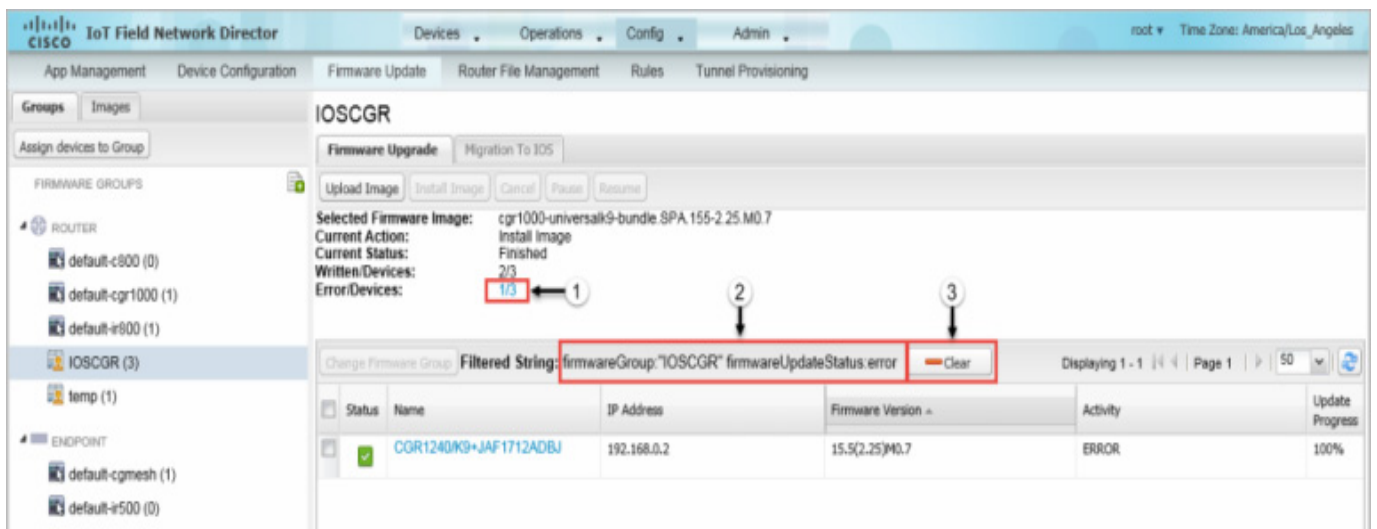 CISCO IoT Field Network Director
Devices Operations Config Admin
root Time Zone: America/Los_Angeles
App Management Device Configuration Firmware Update Router File Management Rules Tunnel Provisioning
Groups Images
Assign devices to Group
FIRMWARE GROUPS
ROUTER
default-c800 (0)
default-cgr1000 (1)
default-ir800 (1)
IOSCGR (3)
temp (1)
ENDPOINT
default-cgmesh (1)
default-ir500 (0)
IOSCGR
Firmware Upgrade Migration To IOS
Upload Image Install Image Cancel Pause Resume
Selected Firmware Image: cgr1000-universalk9-bundle.SPA.155-2.25.M0.7
Current Action: Install Image
Current Status: Finished
Written/Devices: 2/3
Error/Devices: 1/3
1
2
3
Change Firmware Group Filtered String: firmwareGroup:"IOSCGR" firmwareUpdateStatus:error Clear Displaying 1 - 1 Page 1 50
Status Name IP Address Firmware Version Activity Update Progress
CGR1240/K9+JAF1712ADBJ 192.168.0.2 15.5(2.25)M0.7 ERROR 100%